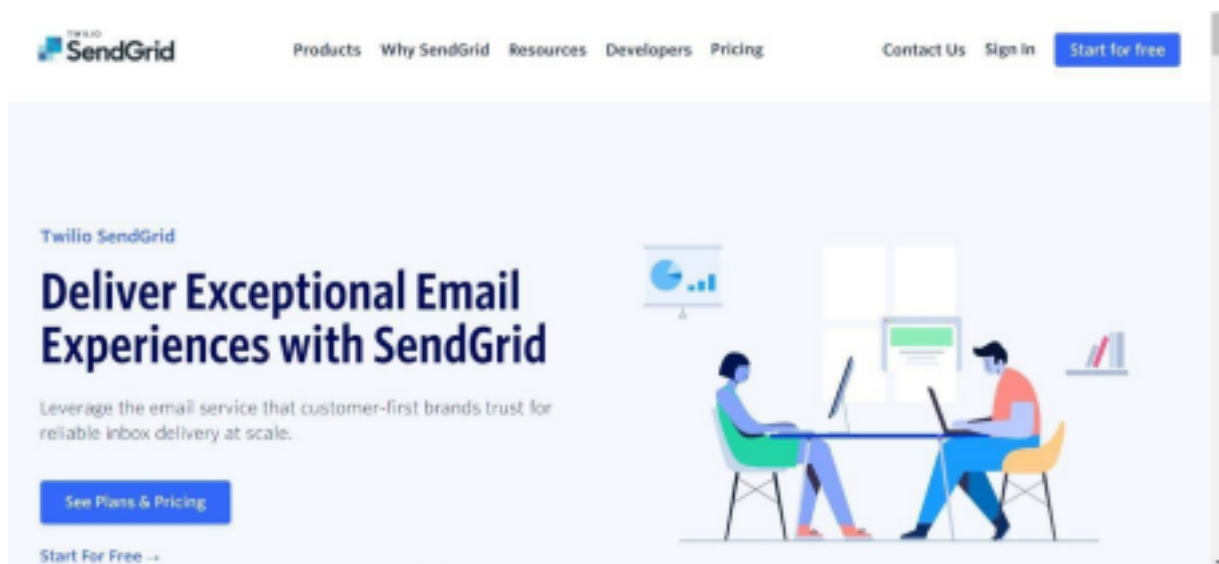 TWILIO
SendGrid
Products Why SendGrid Resources Developers Pricing Contact Us Sign In Start for free
Twilio SendGrid
Deliver Exceptional Email
Experiences with SendGrid
Leverage the email service that customer-first brands trust for
reliable inbox delivery at scale.
See Plans & Pricing
Start For Free →